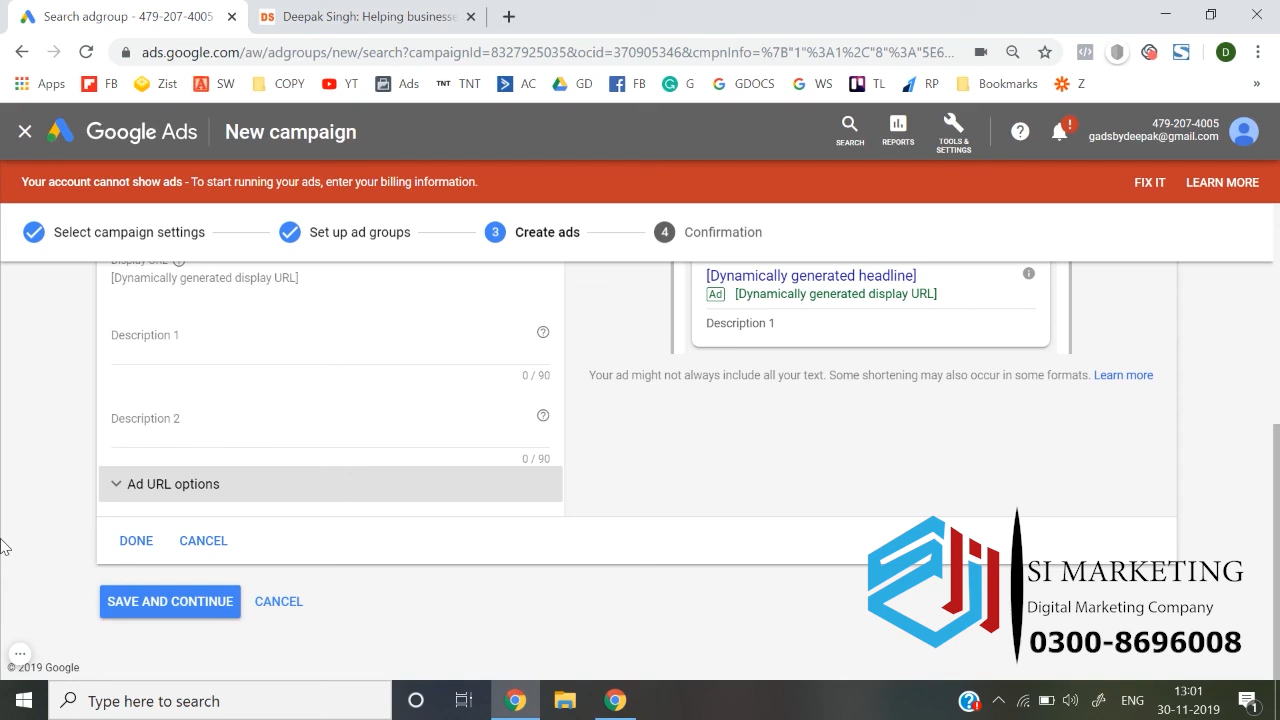 Search adgroup - 479-207-4005
DS Deepak Singh: Helping businesse
ads.google.com/aw/adgroups/new/search?campaignId=8327925035&ocid=370905346&cmpnInfo=%7B"1"%3A1%2C"8"%3A"5E6...
D
Apps FB Zist SW COPY YT Ads TNT TNT AC GD FB G GDOCS WS TL RP Bookmarks Z »
Google Ads New campaign
SEARCH REPORTS TOOLS & SETTINGS
479-207-4005
gadsbydeepak@gmail.com
Your account cannot show ads - To start running your ads, enter your billing information. FIX IT LEARN MORE
Select campaign settings Set up ad groups 3 Create ads 4 Confirmation
[Dynamically generated display URL]
Description 1
0 / 90
Description 2
0 / 90
Ad URL options
[Dynamically generated headline]
Ad [Dynamically generated display URL]
Description 1
Your ad might not always include all your text. Some shortening may also occur in some formats. Learn more
DONE CANCEL
SAVE AND CONTINUE CANCEL
SI MARKETING
Digital Marketing Company
0300-8696008
© 2019 Google
Type here to search
ENG
13:01
30-11-2019
1